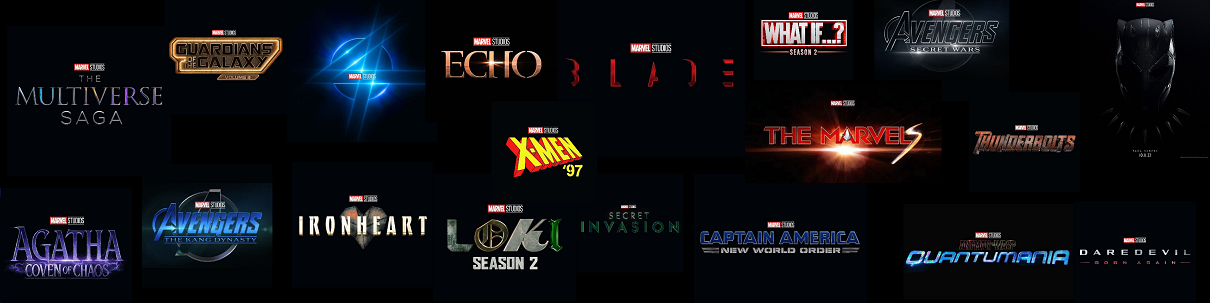 MARVEL STUDIOS
THE
MULTIVERSE
SAGA
MARVEL STUDIOS
GUARDIANS
OF THE
GALAXY
VOLUME 3
MARVEL STUDIOS
4
MARVEL STUDIOS
ECHO
MARVEL STUDIOS
BLADE
MARVEL STUDIOS
WHAT IF...?
SEASON 2
AVENGERS
SECRET WARS
MARVEL STUDIOS
MARVEL STUDIOS
X-MEN
'97
MARVEL STUDIOS
THE MARVELS
MARVEL STUDIOS
THUNDERBOLTS
MARVEL STUDIOS
AGATHA
COVEN OF CHAOS
MARVEL STUDIOS
AVENGERS
THE KANG DYNASTY
MARVEL STUDIOS
IRONHEART
MARVEL STUDIOS
LOKI
SEASON 2
MARVEL STUDIOS
SECRET
INVASION
MARVEL STUDIOS
CAPTAIN AMERICA
NEW WORLD ORDER
MARVEL STUDIOS
QUANTUMANIA
MARVEL STUDIOS
DAREDEVIL
BORN AGAIN